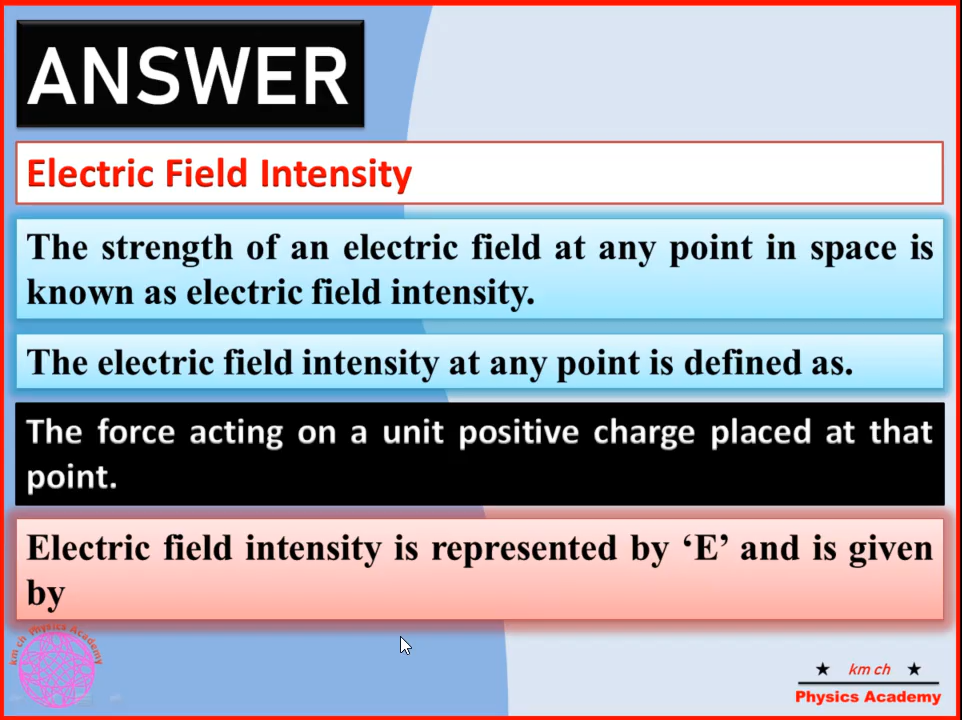 ANSWER
Electric Field Intensity
The strength of an electric field at any point in space is
known as electric field intensity.
The electric field intensity at any point is defined as.
The force acting on a unit positive charge placed at that
point.
Electric field intensity is represented by ‘E’ and is given
by
km ch Physics Academy
★ km ch ★
Physics Academy